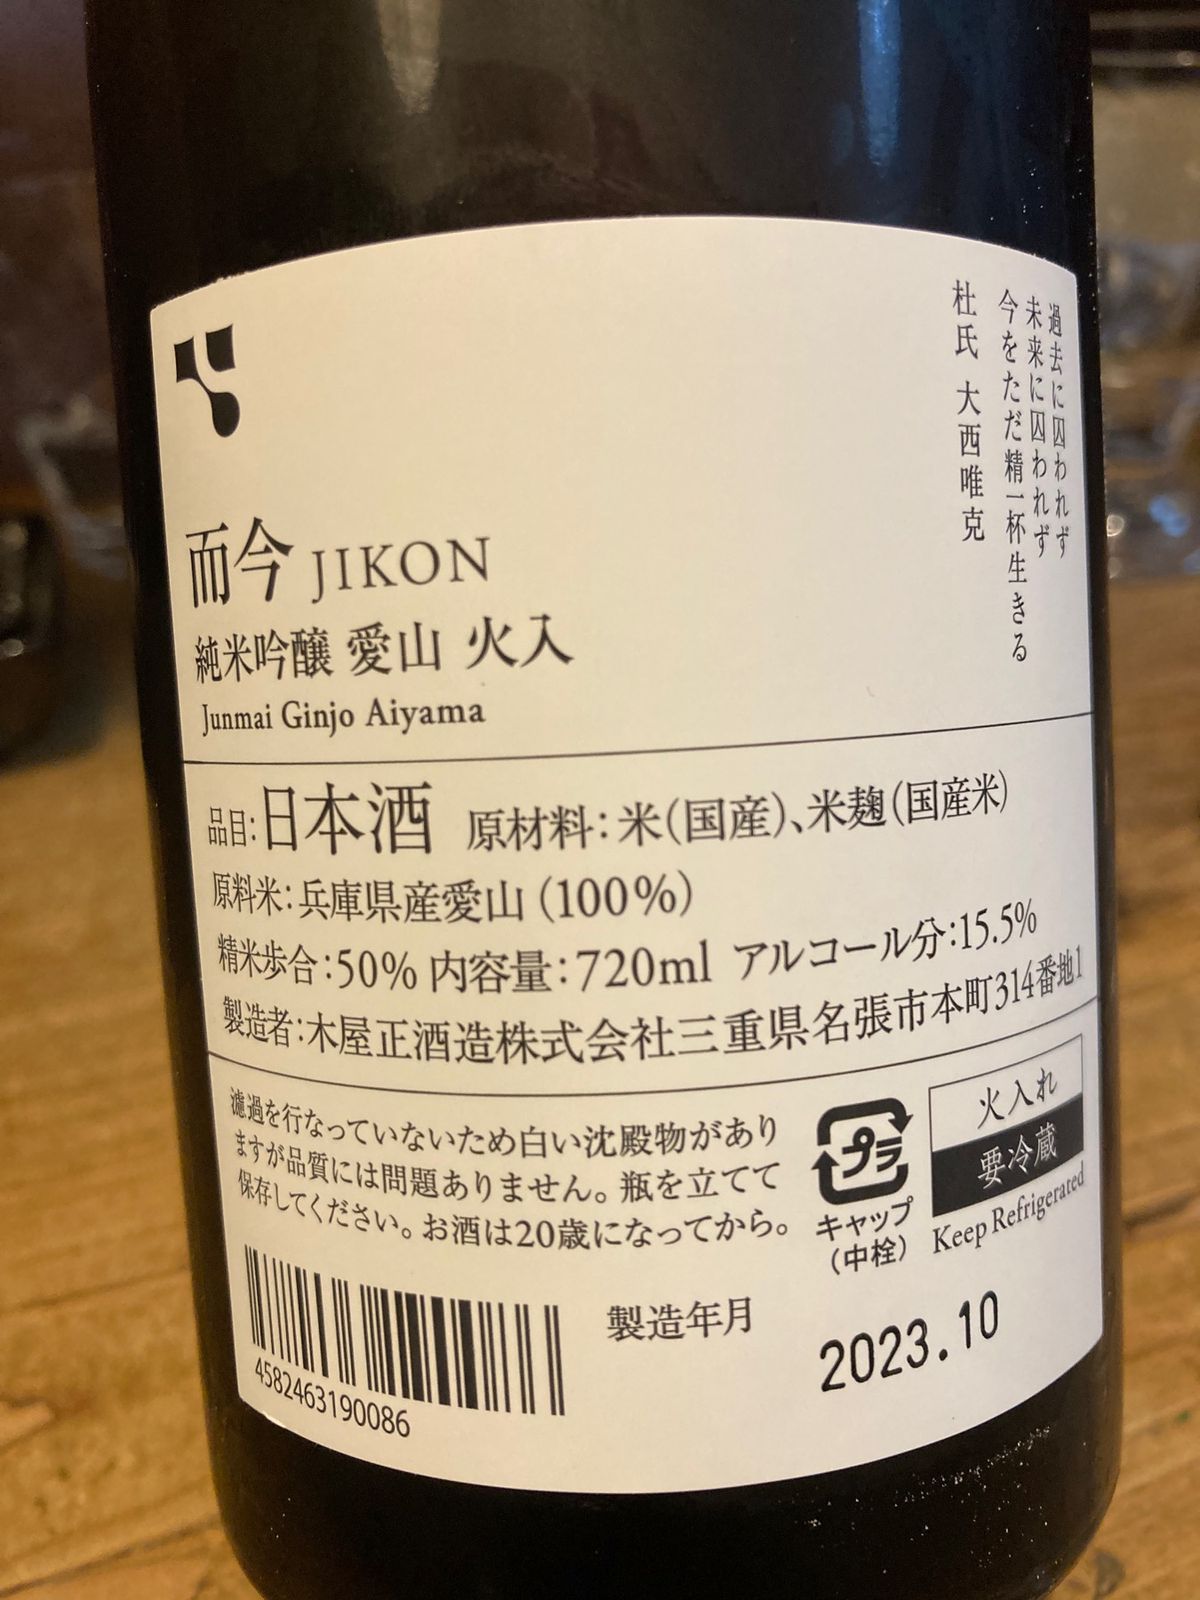 過去に囚われず
未来に囚われず
今をただ精一杯生きる
杜氏 大西唯克
而今 JIKON
純米吟醸 愛山 火入
Junmai Ginjo Aiyama
品目:日本酒 原材料:米(国産)、米麹(国産米)
原料米:兵庫県産愛山(100%)
精米歩合:50% 内容量:720ml アルコール分:15.5%
製造者:木屋正酒造株式会社三重県名張市本町314番地1
濾過を行なっていないため白い沈殿物があり
ますが品質には問題ありません。瓶を立てて
保存してください。お酒は20歳になってから。
プラ
キャップ
(中栓)
火入れ
要冷蔵
Keep Refrigerated
製造年月
2023.10
4582463190086